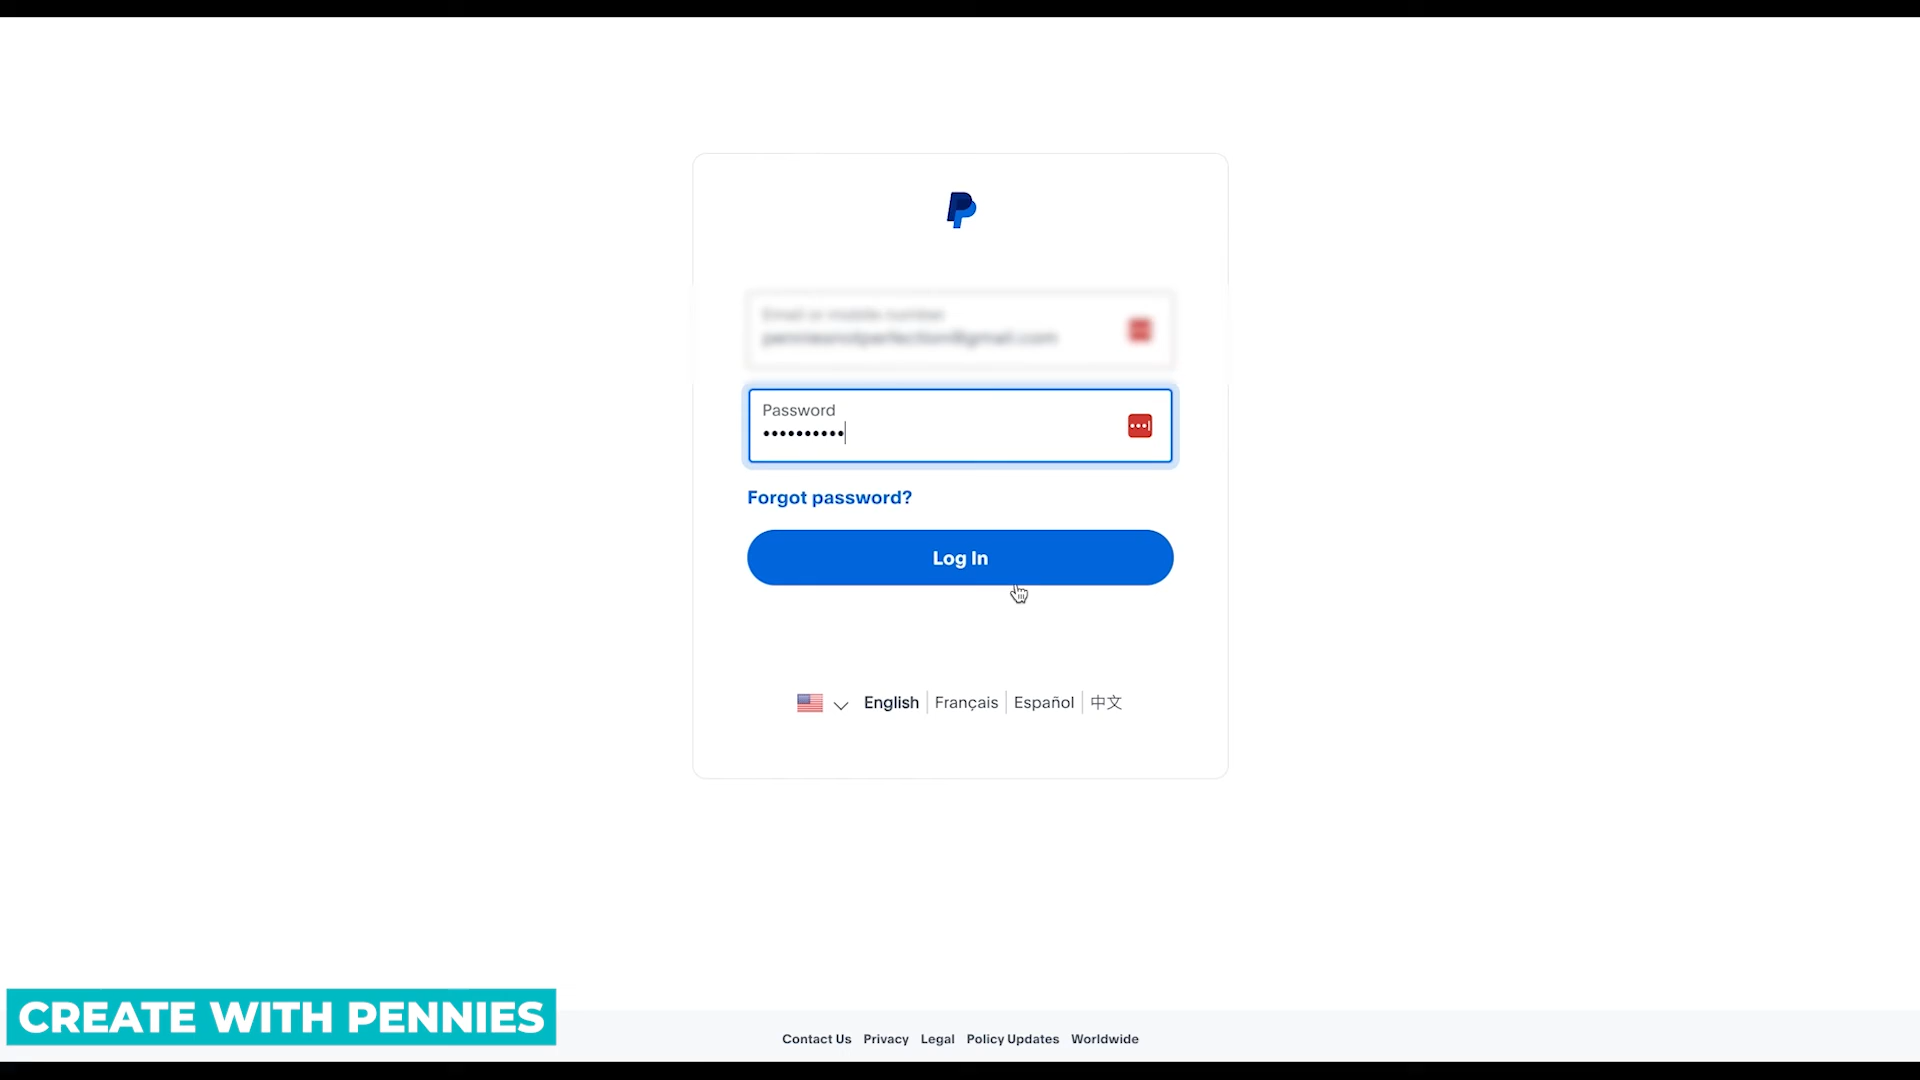 Password
••••••••••
Forgot password?
Log In
English Français Español 中文
CREATE WITH PENNIES
Contact Us Privacy Legal Policy Updates Worldwide